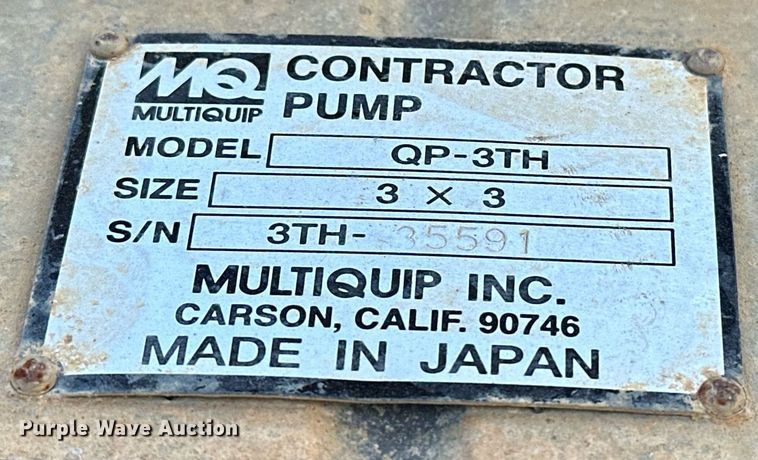 MQ CONTRACTOR
MULTIQUIP PUMP
MODEL QP-3TH
SIZE 3 × 3
S/N 3TH-35591
MULTIQUIP INC.
CARSON, CALIF. 90746
MADE IN JAPAN
Purple Wave Auction